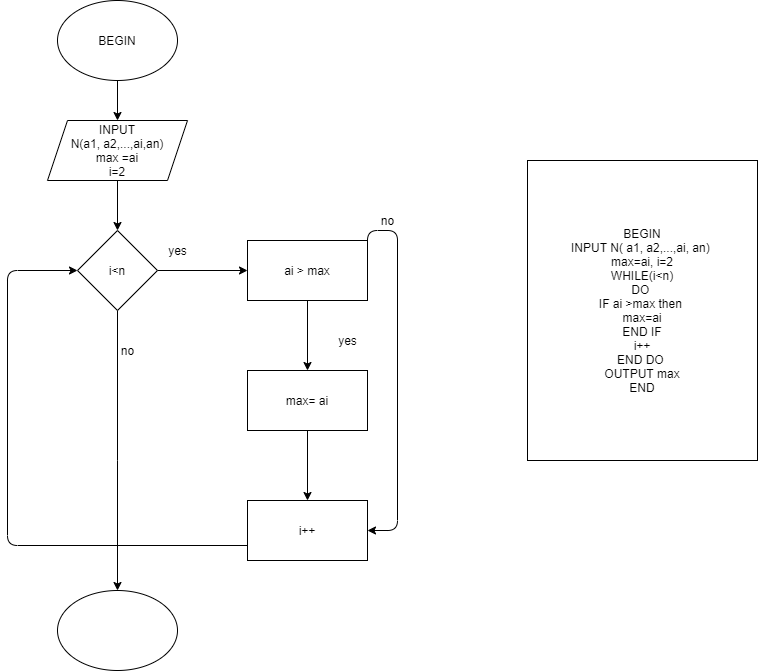 BEGIN
INPUT
N(a1, a2,...,ai,an)
max =ai
i=2
i<n
yes
ai > max
no
yes
no
max= ai
i++
BEGIN
INPUT N( a1, a2,...,ai, an)
max=ai, i=2
WHILE(i<n)
DO
IF ai >max then
max=ai
END IF
i++
END DO
OUTPUT max
END